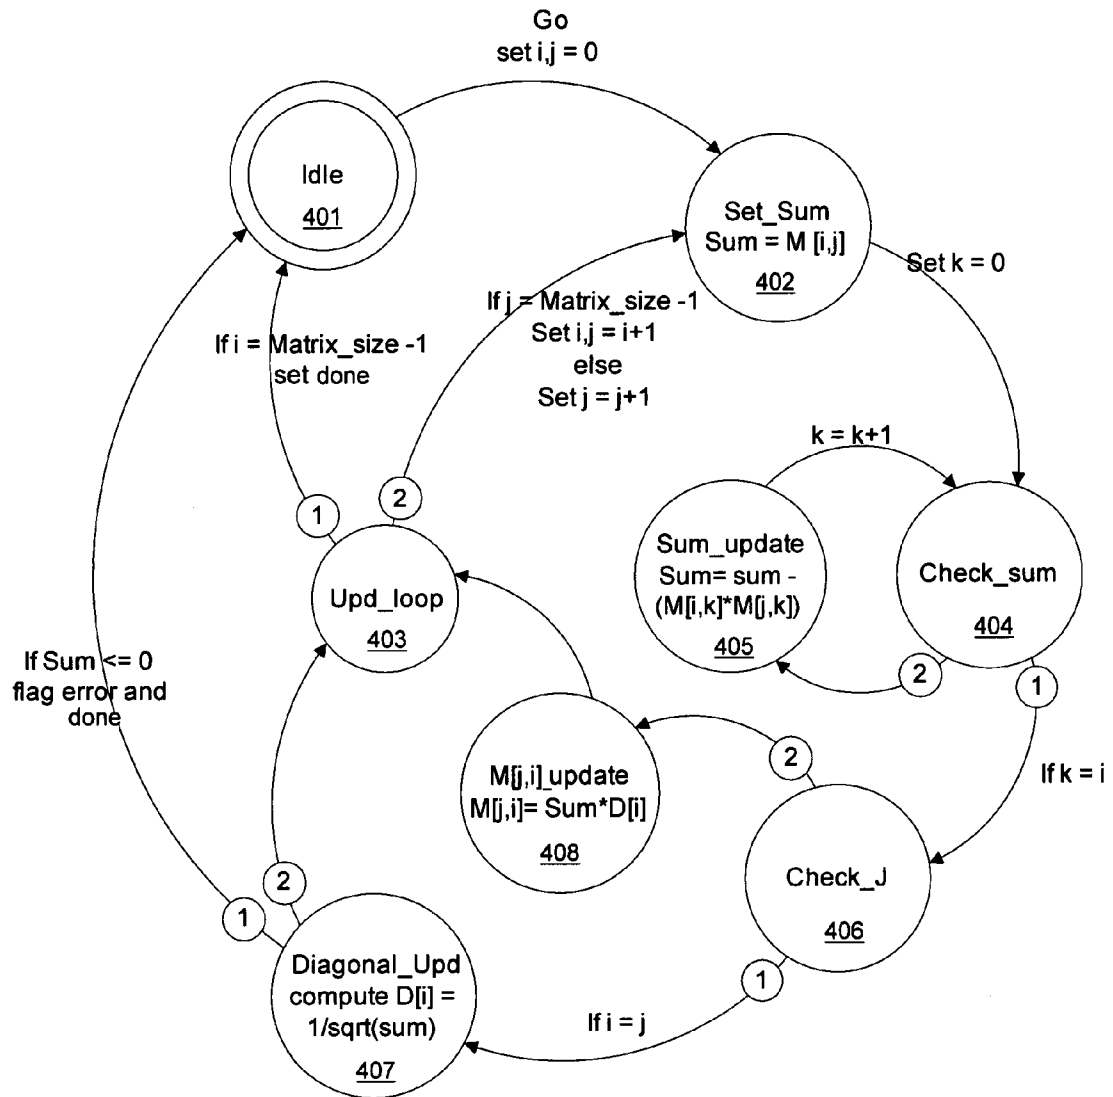 Go
set i,j = 0
Idle
401
Set_Sum
Sum = M [i,j]
402
Set k = 0
If j = Matrix_size -1
Set i,j = i+1
else
Set j = j+1
If i = Matrix_size -1
set done
k = k+1
1
2
Sum_update
Sum= sum -
(M[i,k]*M[j,k])
405
Check_sum
404
Upd_loop
403
2
1
If Sum <= 0
flag error and
done
If k = i
2
M[j,i]_update
M[j,i]= Sum*D[i]
408
Check_J
406
2
1
1
Diagonal_Upd
compute D[i] =
1/sqrt(sum)
407
If i = j